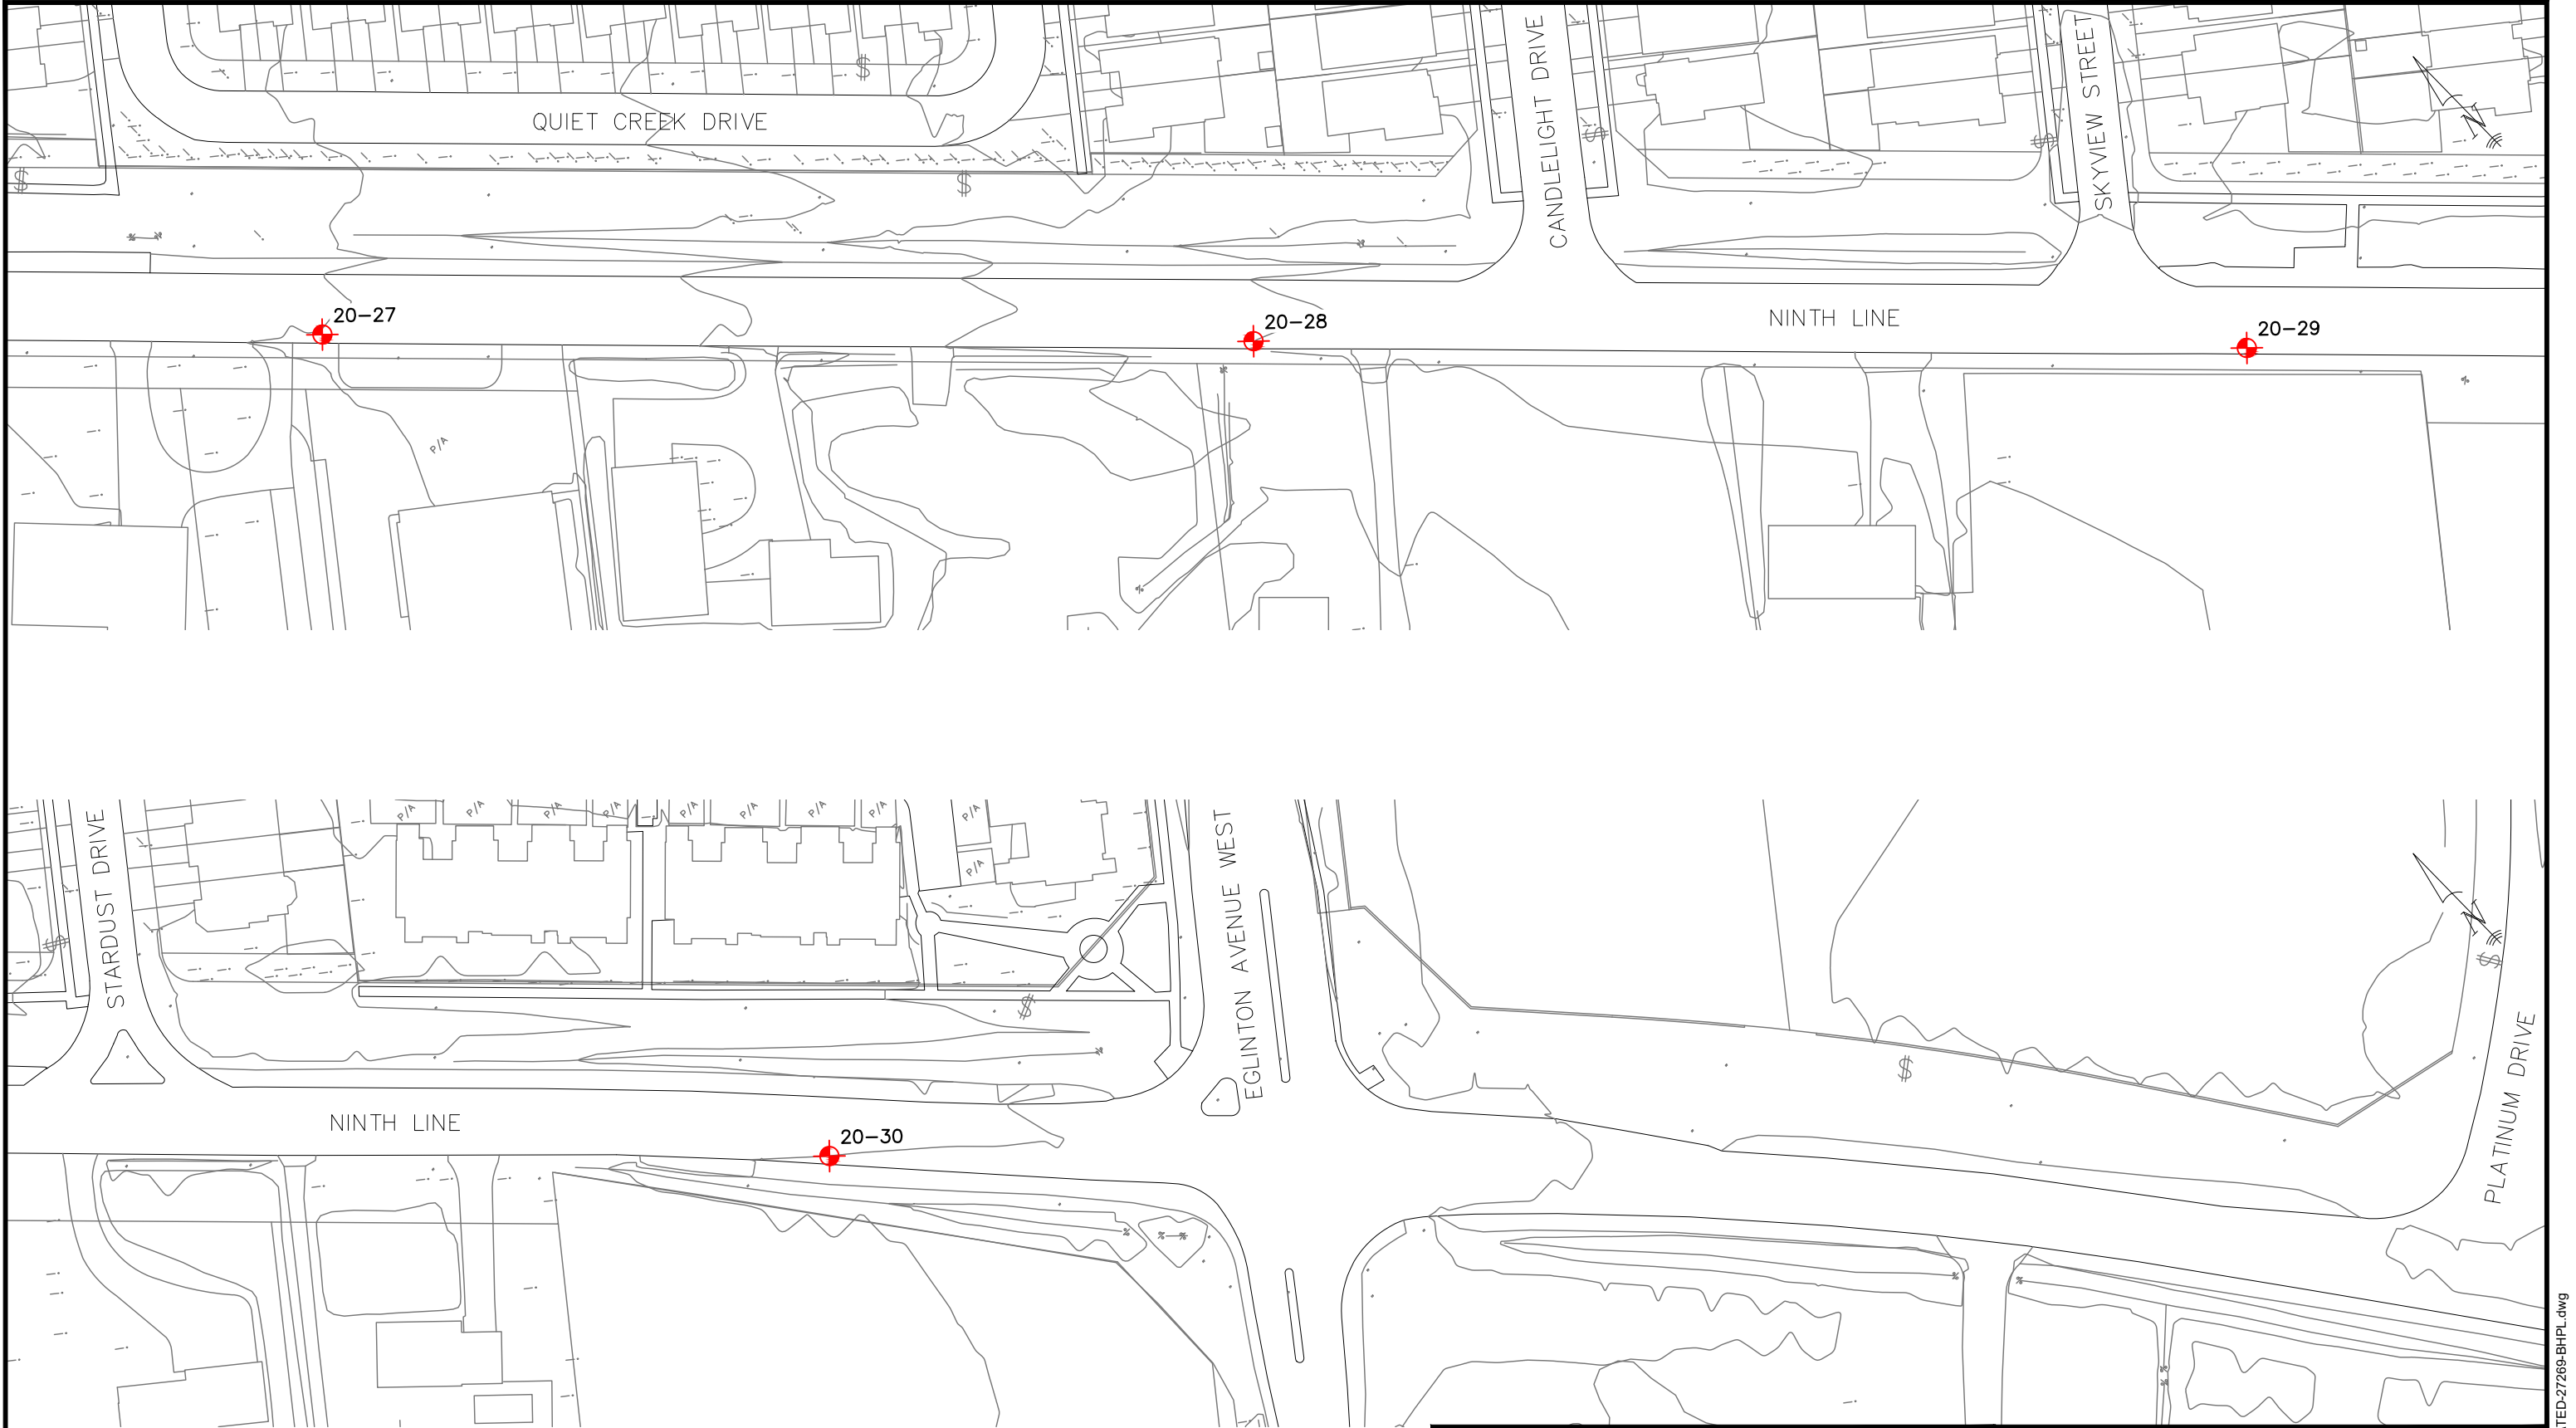 QUIET CREEK DRIVE
CANDLELIGHT DRIVE
SKYVIEW STREET
N
20-27
20-28
NINTH LINE
20-29
P/A
P/A
P/A
P/A
P/A
P/A
P/A
P/A
P/A
P/A
P/A
STARDUST DRIVE
EGLINTON AVENUE WEST
N
PLATINUM DRIVE
NINTH LINE
20-30
TED-27269-BHPL.dwg